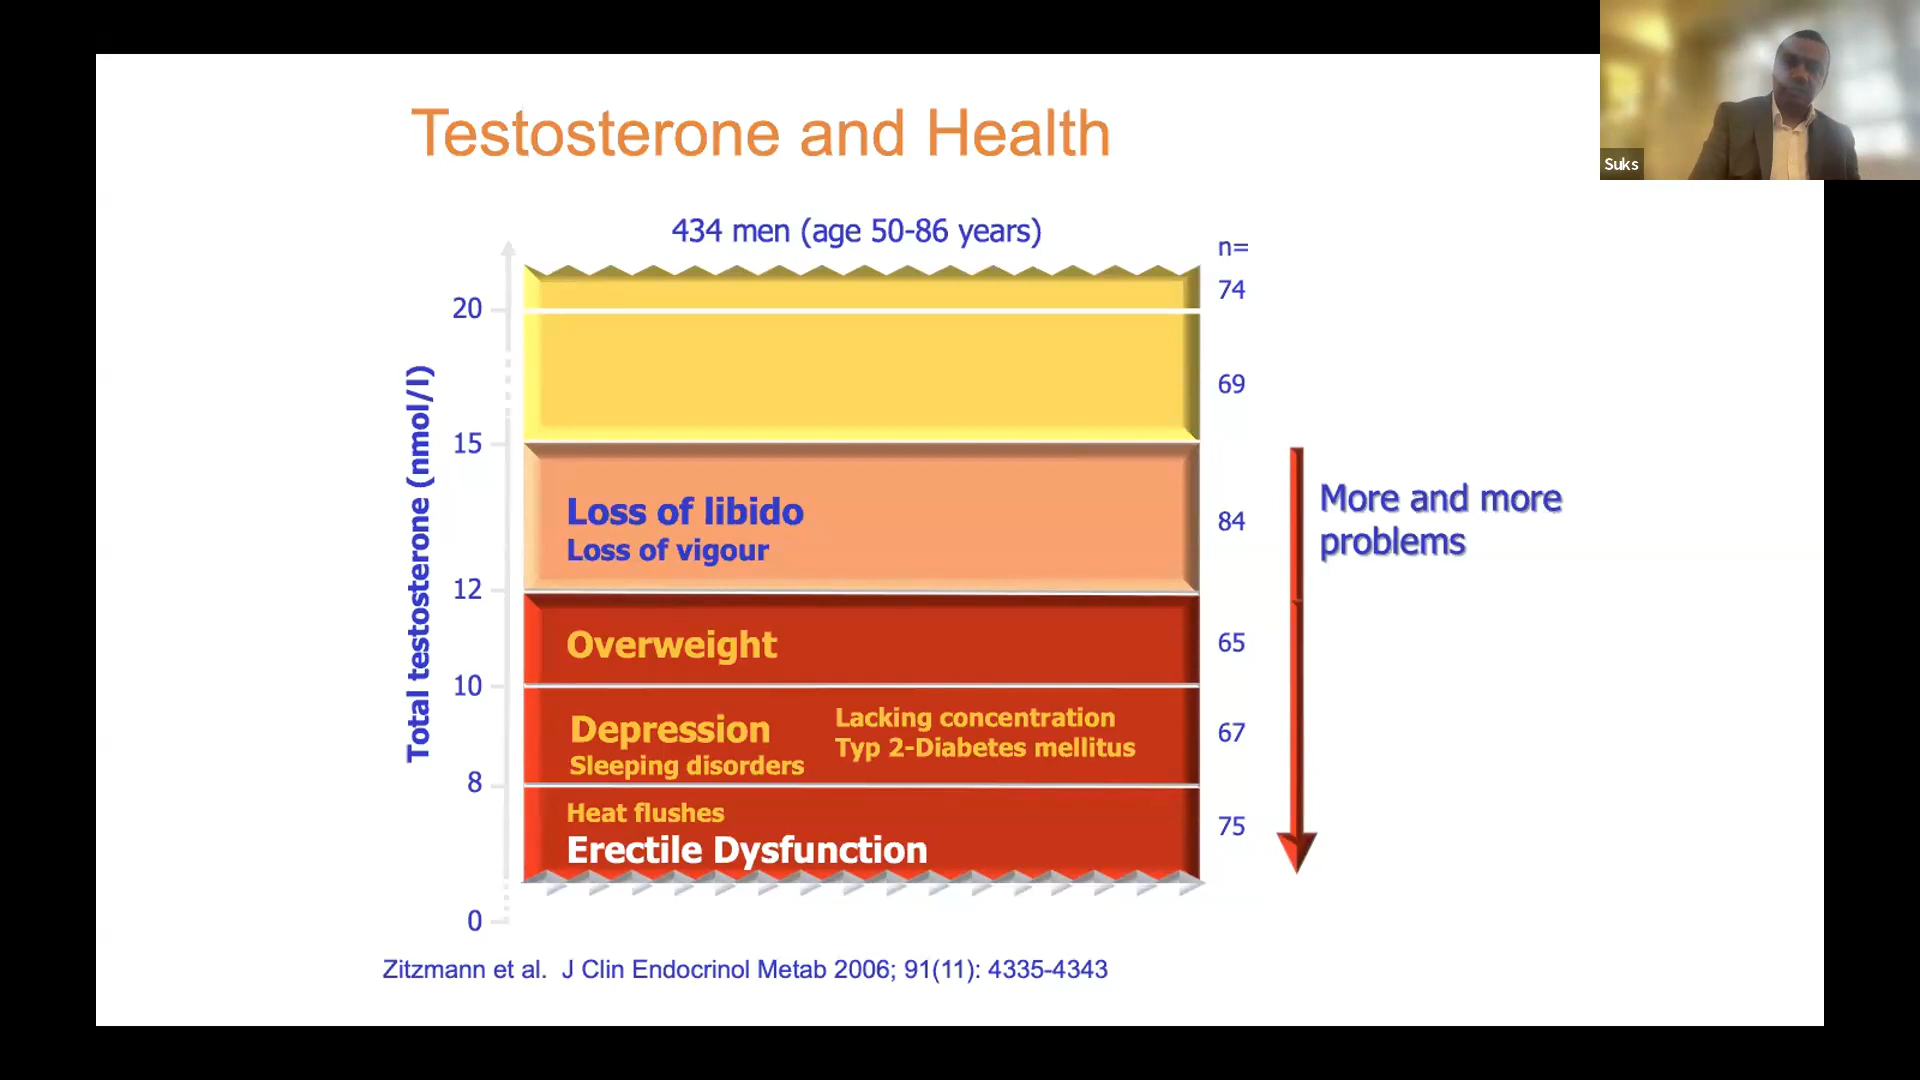 Testosterone and Health
434 men (age 50-86 years)
n=
74
20
69
15
Total testosterone (nmol/l)
Loss of libido
Loss of vigour
84
More and more
problems
12
Overweight
65
10
Depression
Sleeping disorders
Lacking concentration
Typ 2-Diabetes mellitus
67
8
Heat flushes
Erectile Dysfunction
75
0
Zitzmann et al. J Clin Endocrinol Metab 2006; 91(11): 4335-4343
Suks